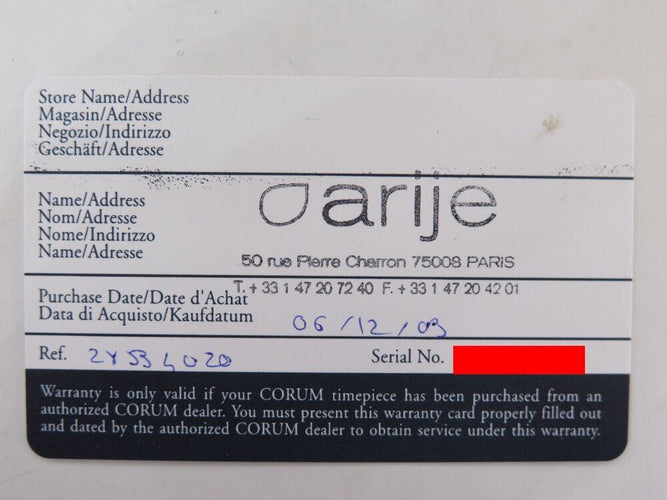 Store Name/Address
Magasin/Adresse
Negozio/Indirizzo
Geschäft/Adresse
Name/Address
Nom/Adresse
Nome/Indirizzo
Name/Adresse
arije
50 rue Pierre Charron 75008 PARIS
T. + 33 1 47 20 72 40 F. + 33 1 47 20 42 01
Purchase Date/Date d'Achat
Data di Acquisto/Kaufdatum
06/12/03
Ref.
Serial No.
Warranty is only valid if your CORUM timepiece has been purchased from an
authorized CORUM dealer. You must present this warranty card properly filled out
and dated by the authorized CORUM dealer to obtain service under this warranty.